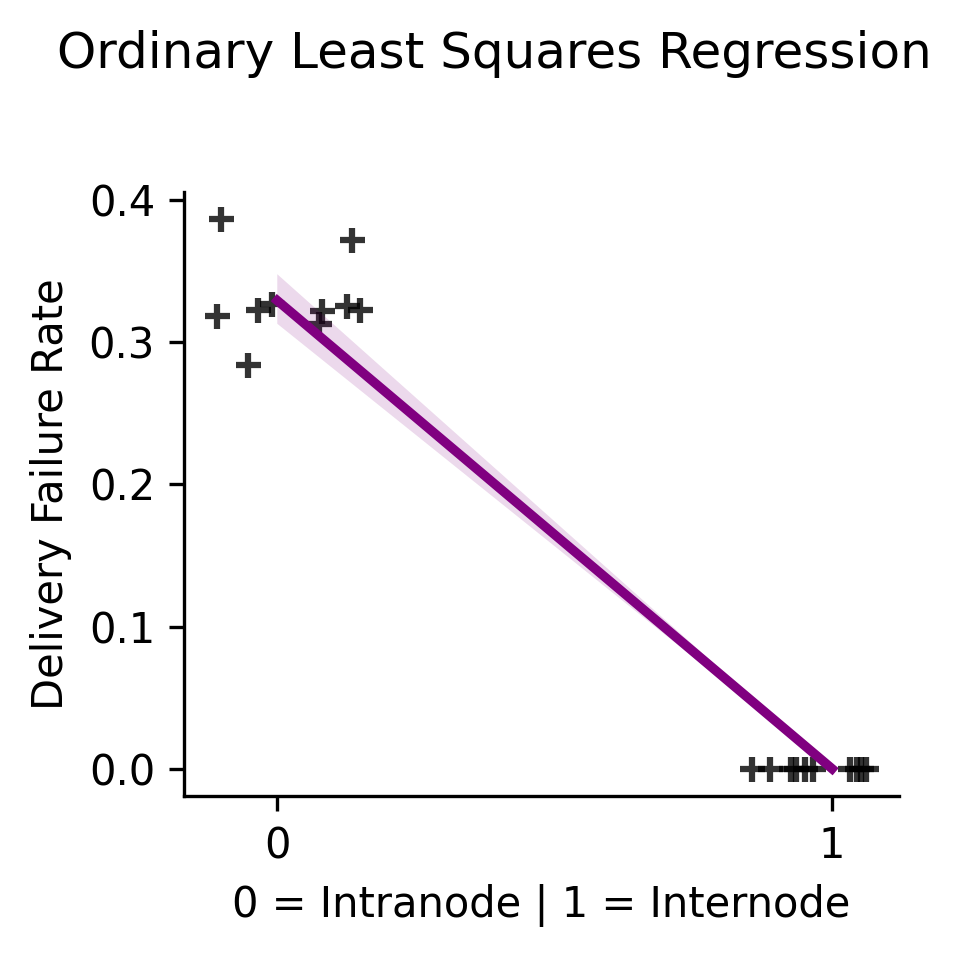 Ordinary Least Squares Regression
Delivery Failure Rate
0.4
0.3
0.2
0.1
0.0
0
1
0 = Intranode | 1 = Internode